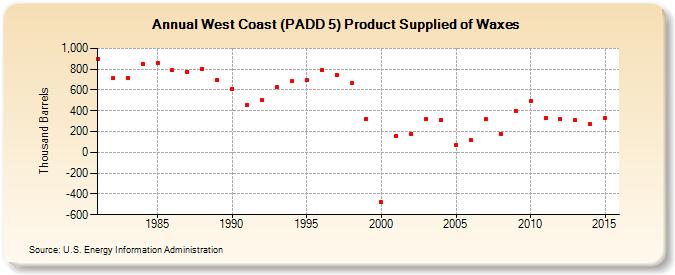 Annual West Coast (PADD 5) Product Supplied of Waxes
Thousand Barrels
1,000
800
600
400
200
0
-200
-400
-600
1985 1990 1995 2000 2005 2010 2015
Source: U.S. Energy Information Administration